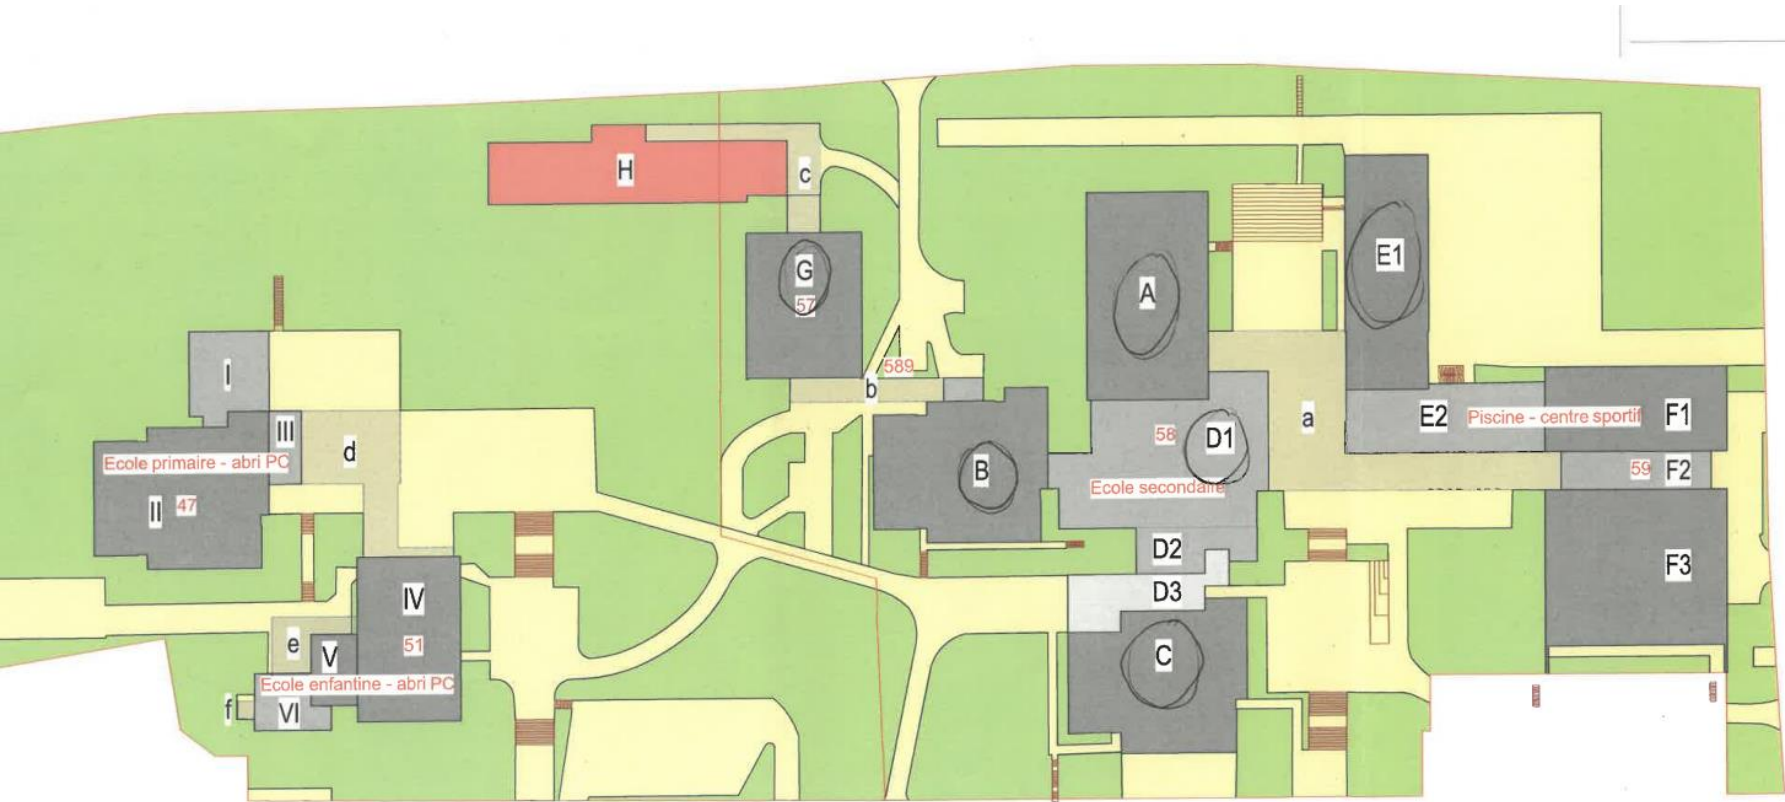 H
c
G
57
A
E1
589
b
I
III
d
Ecole primaire - abri PC
II
47
B
58
D1
Ecole secondaire
a
E2
Piscine - centre sportif
F1
59
F2
F3
D2
D3
C
IV
51
e
V
Ecole enfantine - abri PC
f
VI